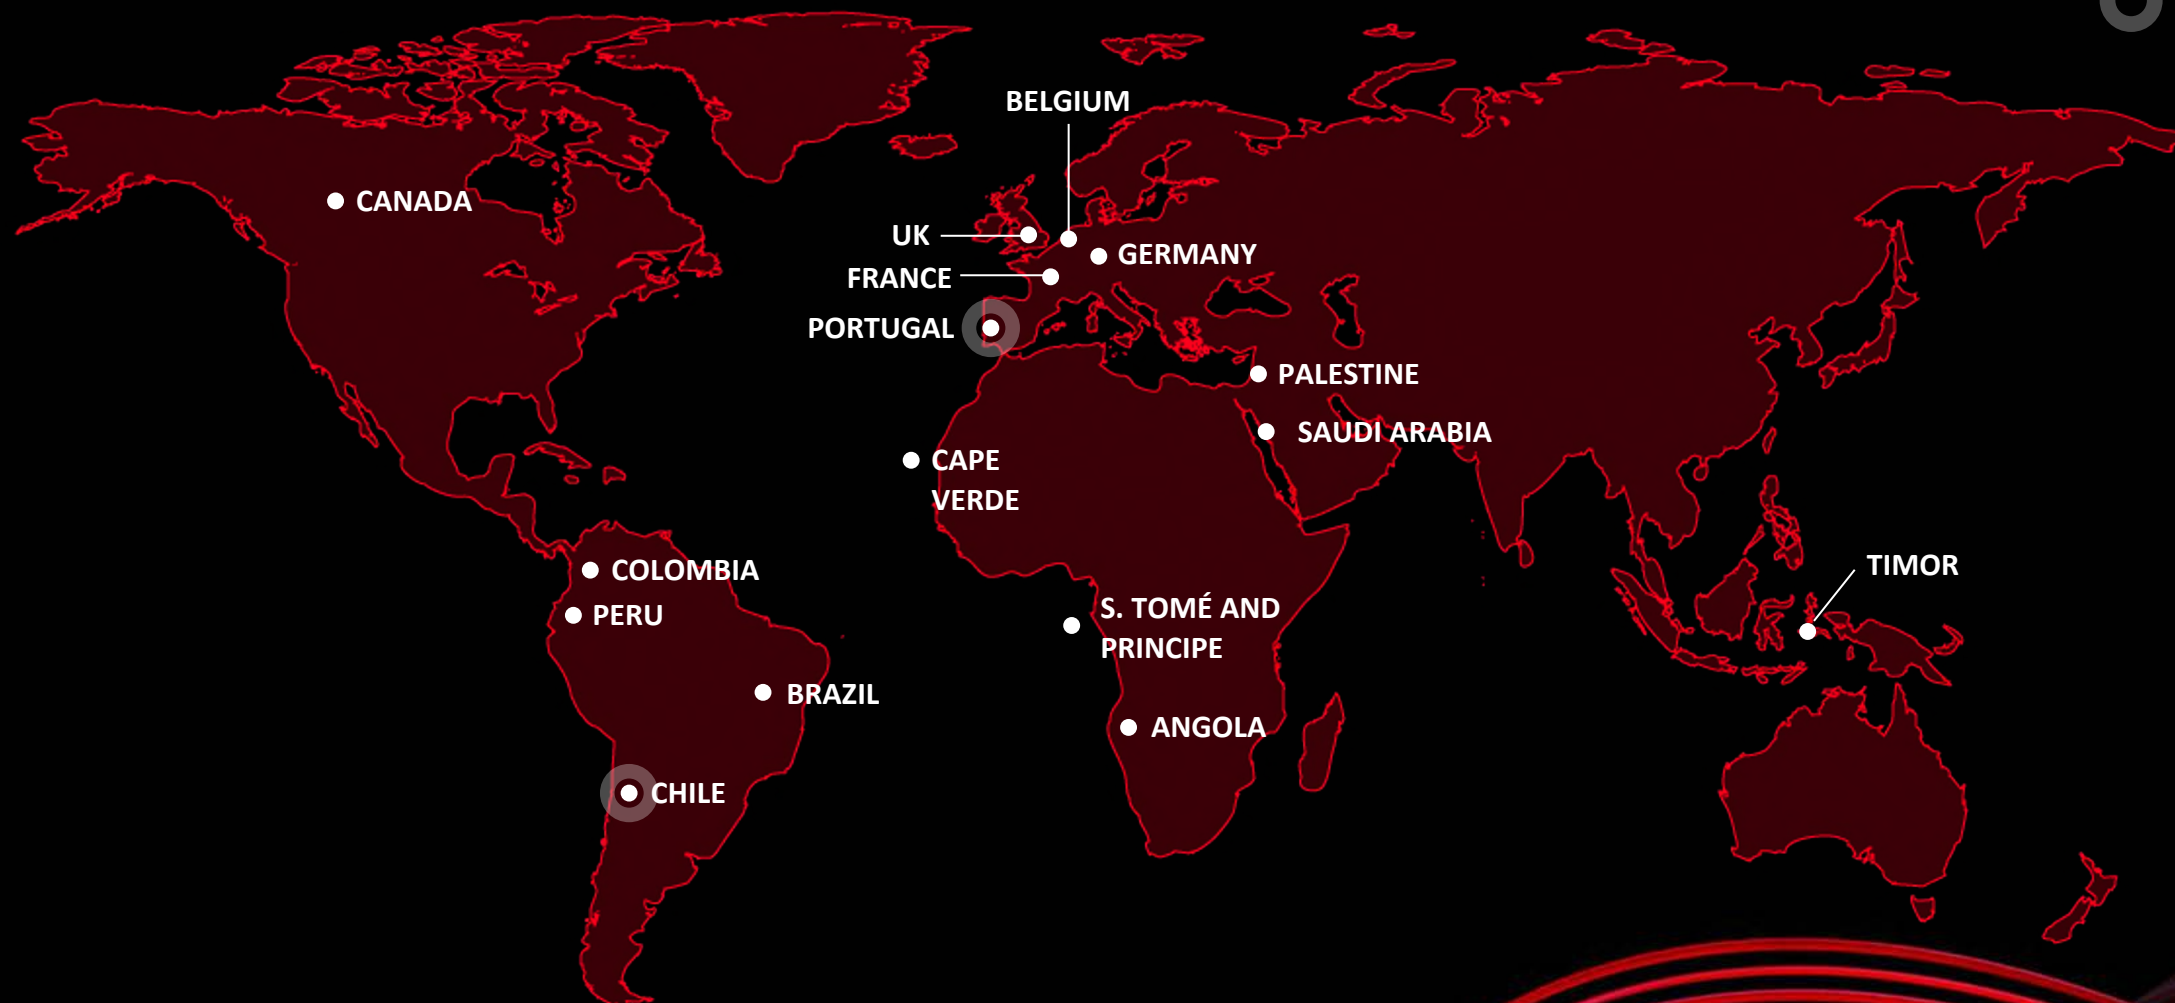 BELGIUM
CANADA
UK
GERMANY
FRANCE
PORTUGAL
PALESTINE
SAUDI ARABIA
CAPE
VERDE
COLOMBIA
TIMOR
PERU
S. TOMÉ AND
PRINCIPE
BRAZIL
ANGOLA
CHILE